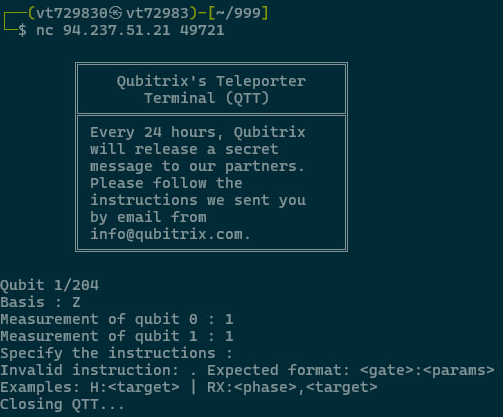 (vt729830㉿vt72983)-[~/999]
$ nc 94.237.51.21 49721
Qubitrix's Teleporter
Terminal (QTT)
Every 24 hours, Qubitrix
will release a secret
message to our partners.
Please follow the
instructions we sent you
by email from
info@qubitrix.com.
Qubit 1/204
Basis : Z
Measurement of qubit 0 : 1
Measurement of qubit 1 : 1
Specify the instructions :
Invalid instruction: . Expected format: <gate>:<params>
Examples: H:<target> | RX:<phase>,<target>
Closing QTT...